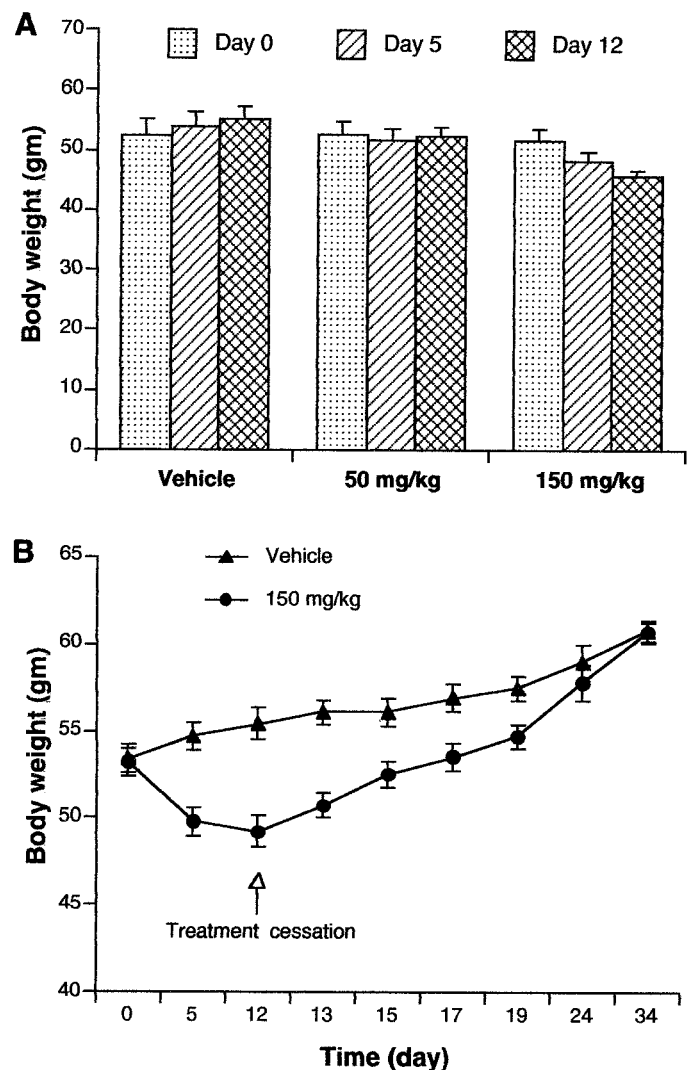 A
70
60
50
40
30
20
10
0
Body weight (gm)
Day 0 Day 5 Day 12
Vehicle 50 mg/kg 150 mg/kg
B
65
60
55
50
45
40
Body weight (gm)
Vehicle
150 mg/kg
Treatment cessation
0 5 12 13 15 17 19 24 34
Time (day)